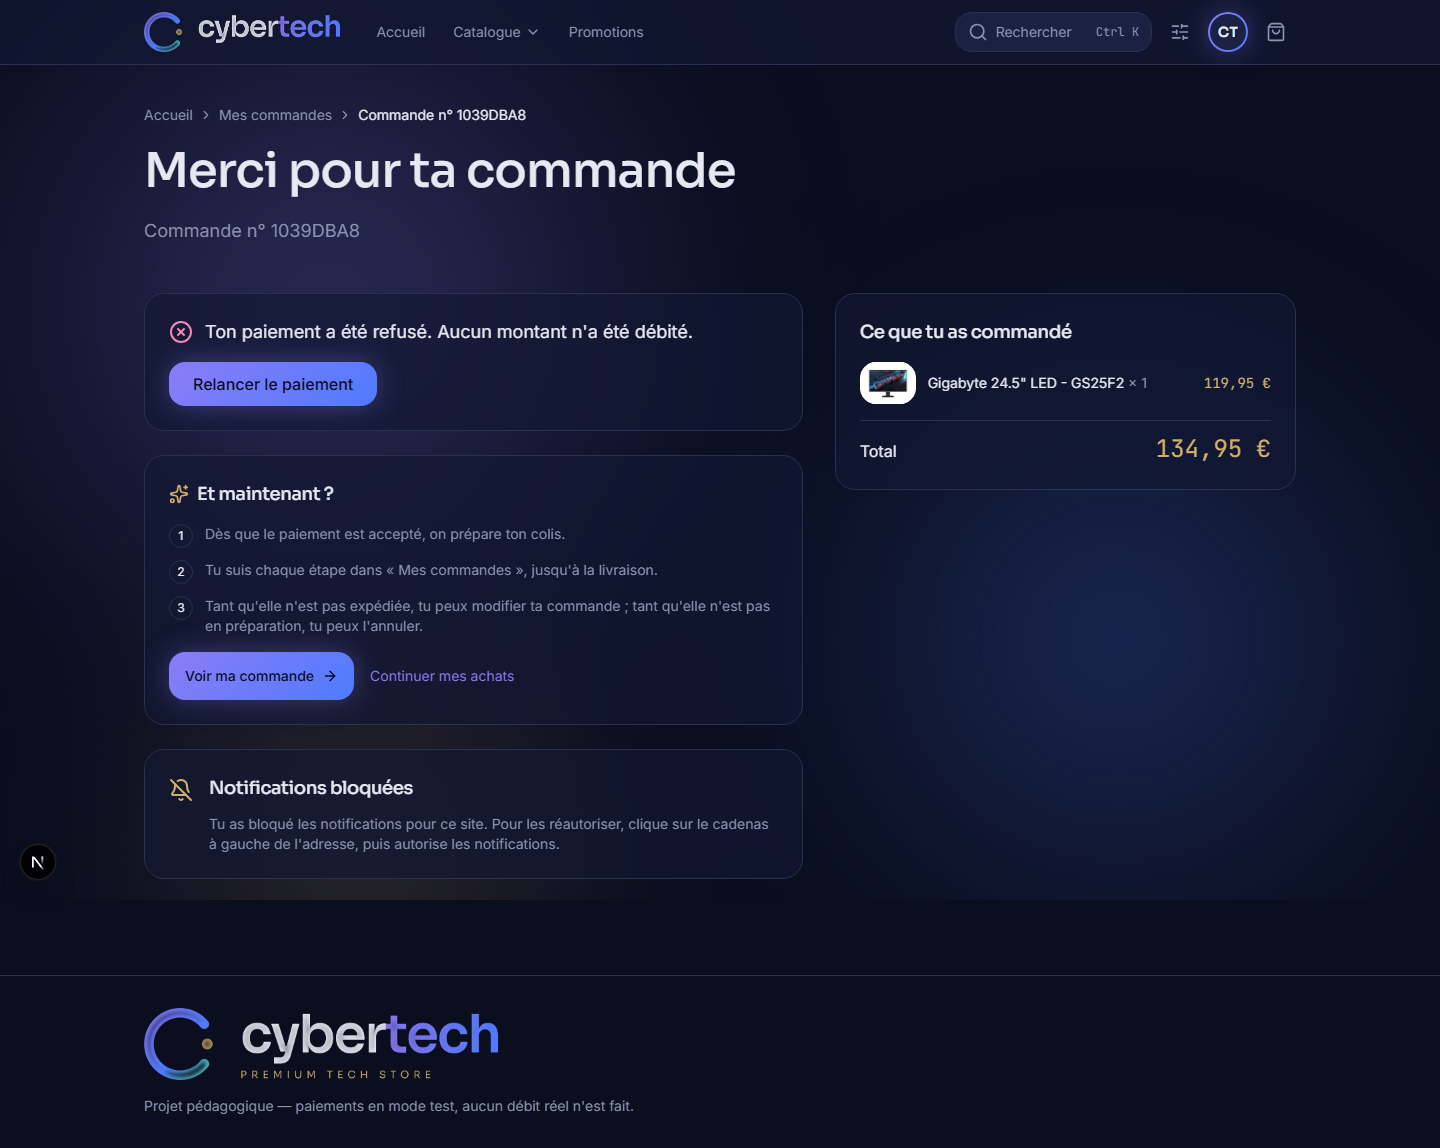 cybertech
Accueil
Catalogue
Promotions
Rechercher
Ctrl K
CT
Accueil > Mes commandes > Commande n° 1039DBA8
Merci pour ta commande
Commande n° 1039DBA8
Ton paiement a été refusé. Aucun montant n'a été débité.
Relancer le paiement
Et maintenant ?
1 Dès que le paiement est accepté, on prépare ton colis.
2 Tu suis chaque étape dans « Mes commandes », jusqu'à la livraison.
3 Tant qu'elle n'est pas expédiée, tu peux modifier ta commande ; tant qu'elle n'est pas
en préparation, tu peux l'annuler.
Voir ma commande →
Continuer mes achats
Notifications bloquées
Tu as bloqué les notifications pour ce site. Pour les réautoriser, clique sur le cadenas
à gauche de l'adresse, puis autorise les notifications.
Ce que tu as commandé
Gigabyte 24.5" LED - GS25F2 × 1
119,95 €
Total
134,95 €
N
cybertech
PREMIUM TECH STORE
Projet pédagogique — paiements en mode test, aucun débit réel n'est fait.